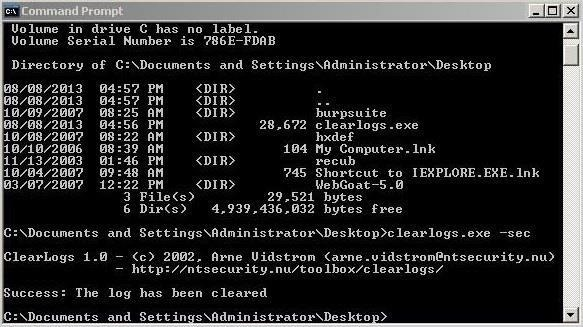 Command Prompt
Volume in drive C has no label.
Volume Serial Number is 786E-FDAB
Directory of C:\Documents and Settings\Administrator\Desktop
08/08/2013  04:57 PM    <DIR>          .
08/08/2013  04:57 PM    <DIR>          ..
10/09/2007  08:25 AM    <DIR>          burpsuite
08/08/2013  04:56 PM            28,672 clearlogs.exe
10/08/2007  08:22 AM    <DIR>          hxdef
10/10/2006  08:39 AM               104 My Computer.lnk
11/13/2003  01:46 PM    <DIR>          recub
10/04/2007  09:48 AM               745 Shortcut to IEXPLORE.EXE.lnk
03/07/2007  12:22 PM    <DIR>          WebGoat-5.0
3 File(s)         29,521 bytes
6 Dir(s)   4,939,436,032 bytes free
C:\Documents and Settings\Administrator\Desktop>clearlogs.exe -sec
ClearLogs 1.0 - (c) 2002, Arne Vidstrom (arne.vidstrom@ntsecurity.nu)
- http://ntsecurity.nu/toolbox/clearlogs/
Success: The log has been cleared
C:\Documents and Settings\Administrator\Desktop>